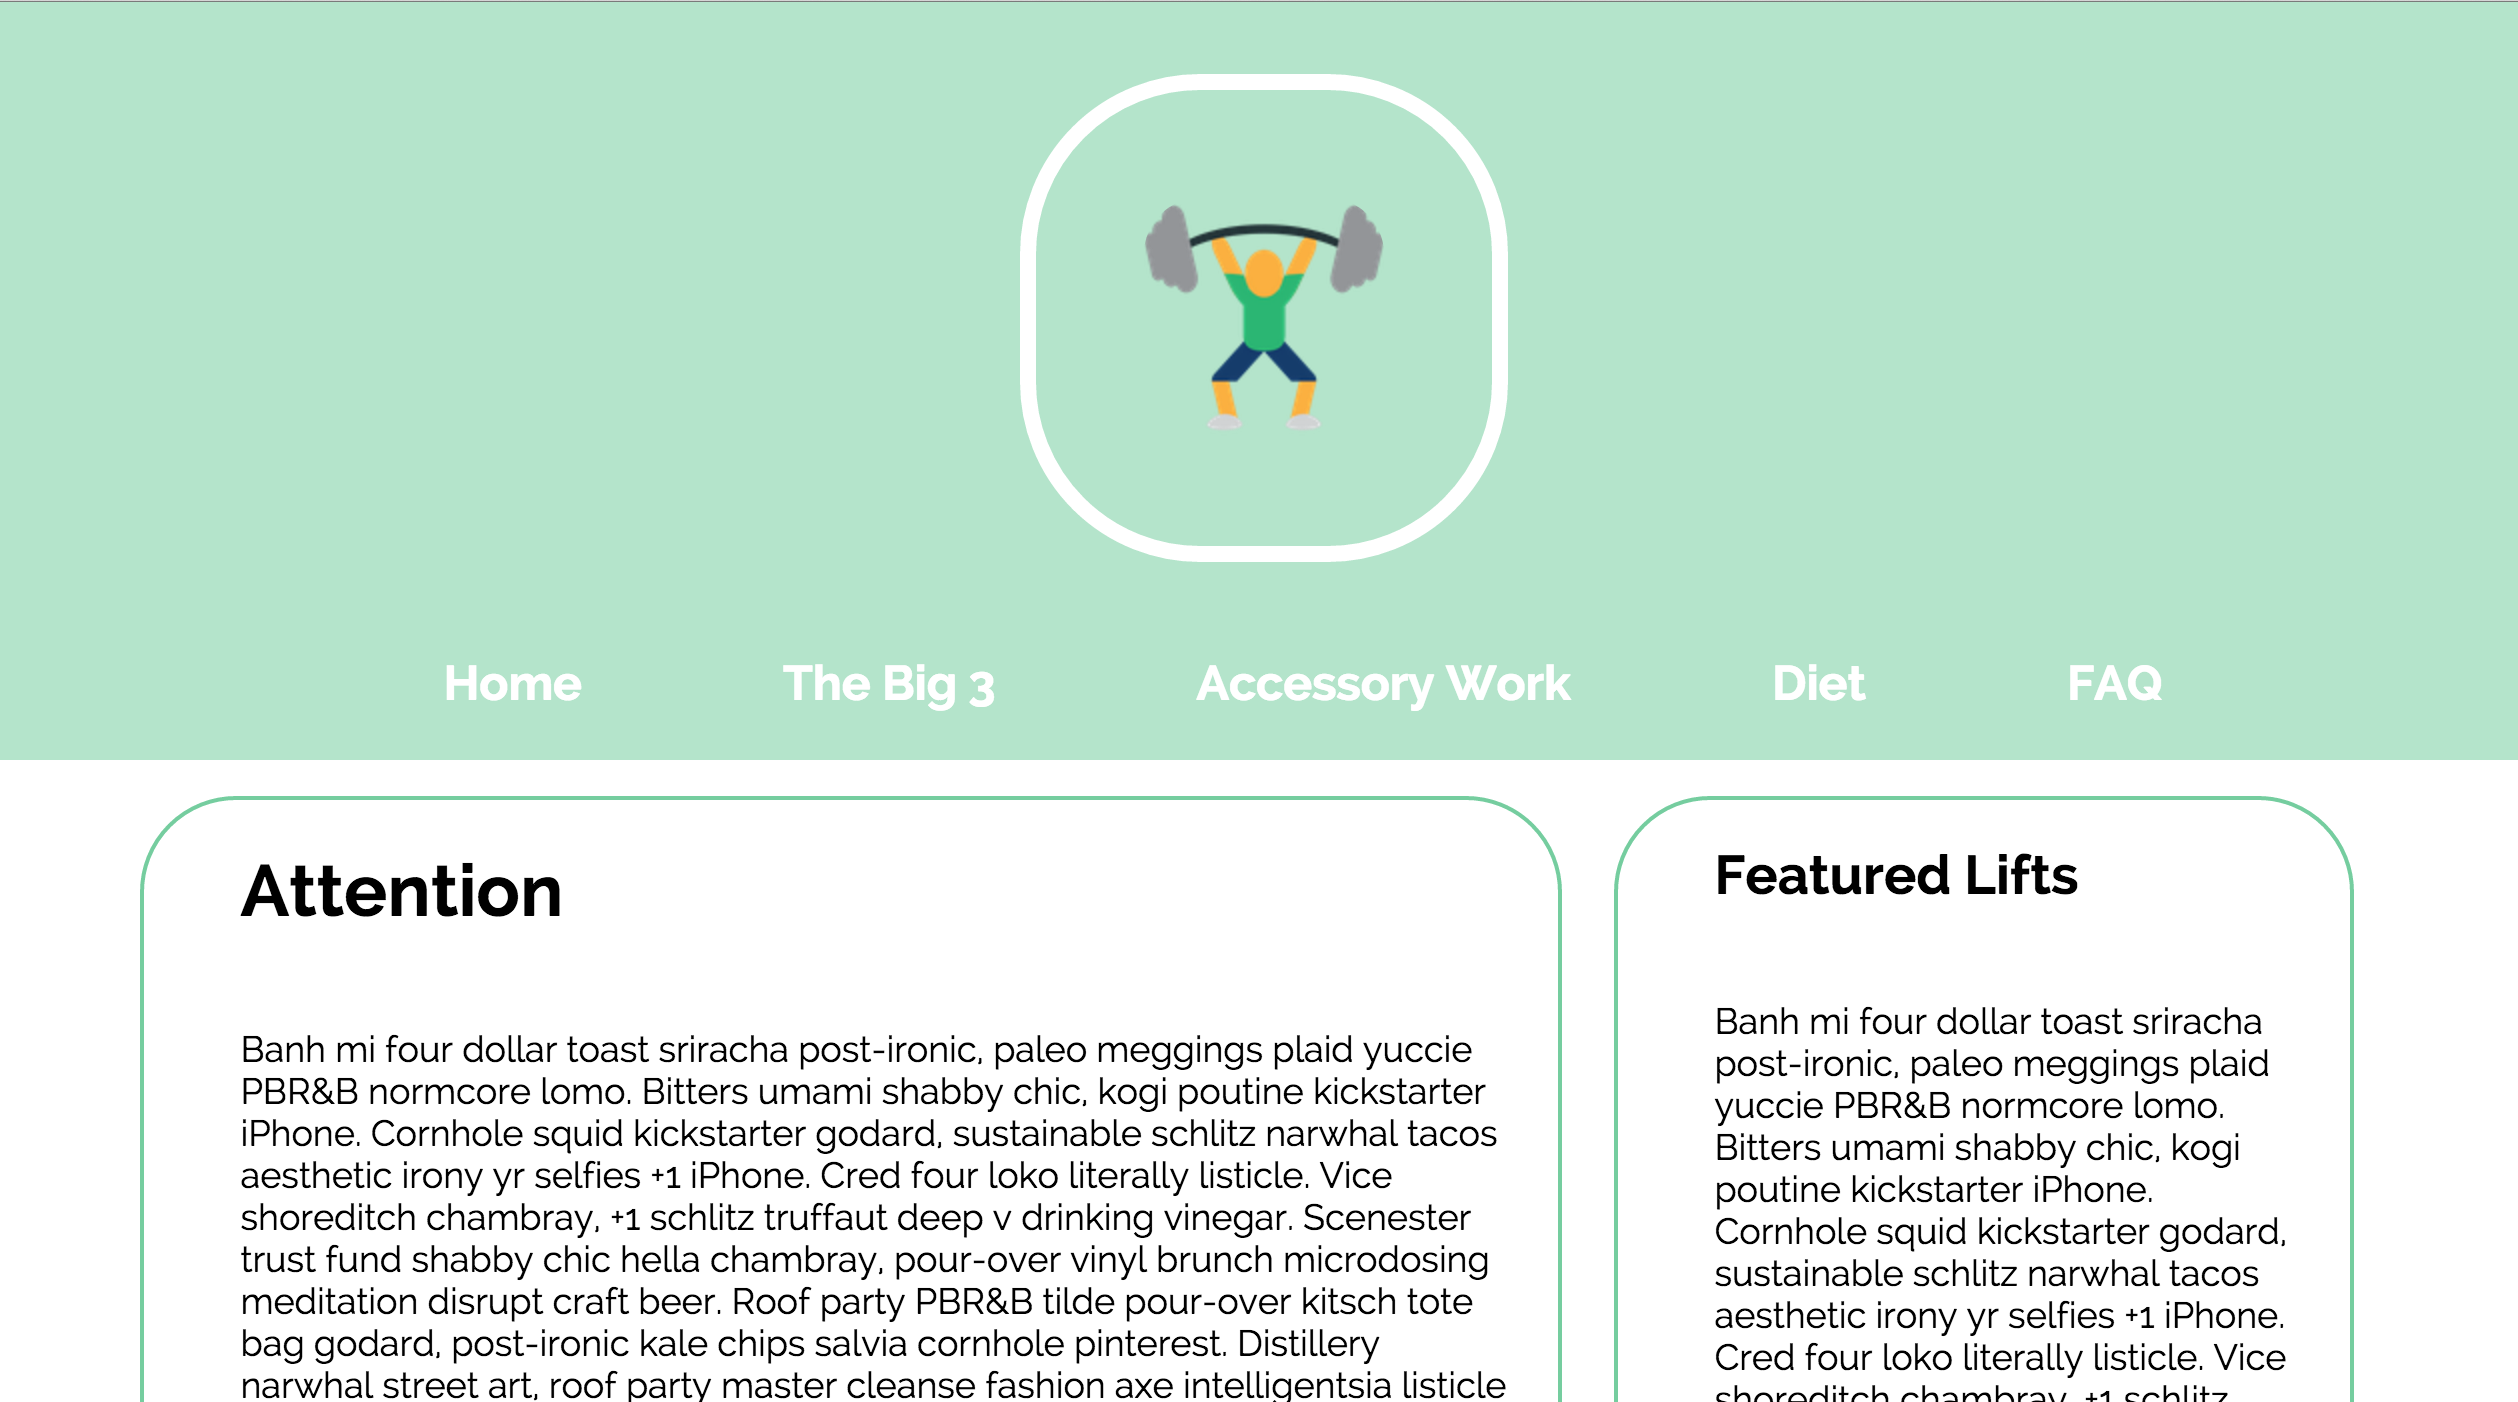 Home The Big 3 Accessory Work Diet FAQ
Attention
Banh mi four dollar toast sriracha post-ironic, paleo meggings plaid yuccie
PBR&B normcore lomo. Bitters umami shabby chic, kogi poutine kickstarter
iPhone. Cornhole squid kickstarter godard, sustainable schlitz narwhal tacos
aesthetic irony yr selfies +1 iPhone. Cred four loko literally listicle. Vice
shoreditch chambray, +1 schlitz truffaut deep v drinking vinegar. Scenester
trust fund shabby chic hella chambray, pour-over vinyl brunch microdosing
meditation disrupt craft beer. Roof party PBR&B tilde pour-over kitsch tote
bag godard, post-ironic kale chips salvia cornhole pinterest. Distillery
narwhal street art, roof party master cleanse fashion axe intelligentsia listicle
Featured Lifts
Banh mi four dollar toast sriracha
post-ironic, paleo meggings plaid
yuccie PBR&B normcore lomo.
Bitters umami shabby chic, kogi
poutine kickstarter iPhone.
Cornhole squid kickstarter godard,
sustainable schlitz narwhal tacos
aesthetic irony yr selfies +1 iPhone.
Cred four loko literally listicle. Vice
shoreditch chambray, +1 schlitz